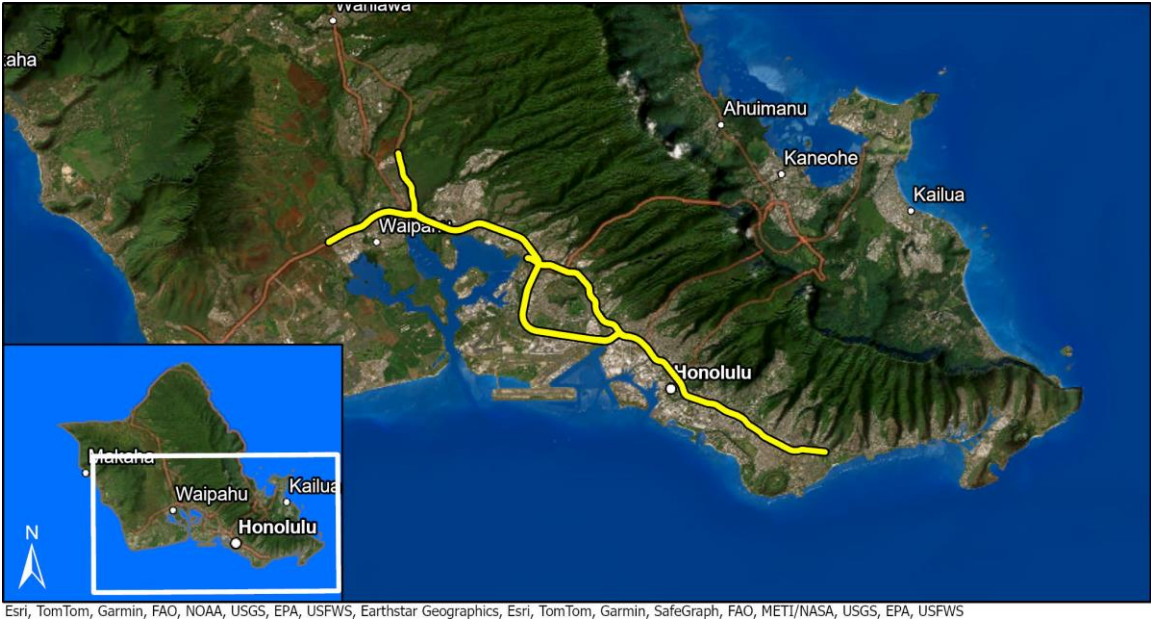 Wahiawa
kaha
Ahuimanu
Kaneohe
Kailua
Honolulu
Makaha
Waipahu
Kailua
Honolulu
N
Esri, TomTom, Garmin, FAO, NOAA, USGS, EPA, USFWS, Earthstar Geographics, Esri, TomTom, Garmin, SafeGraph, FAO, METI/NASA, USGS, EPA, USFWS